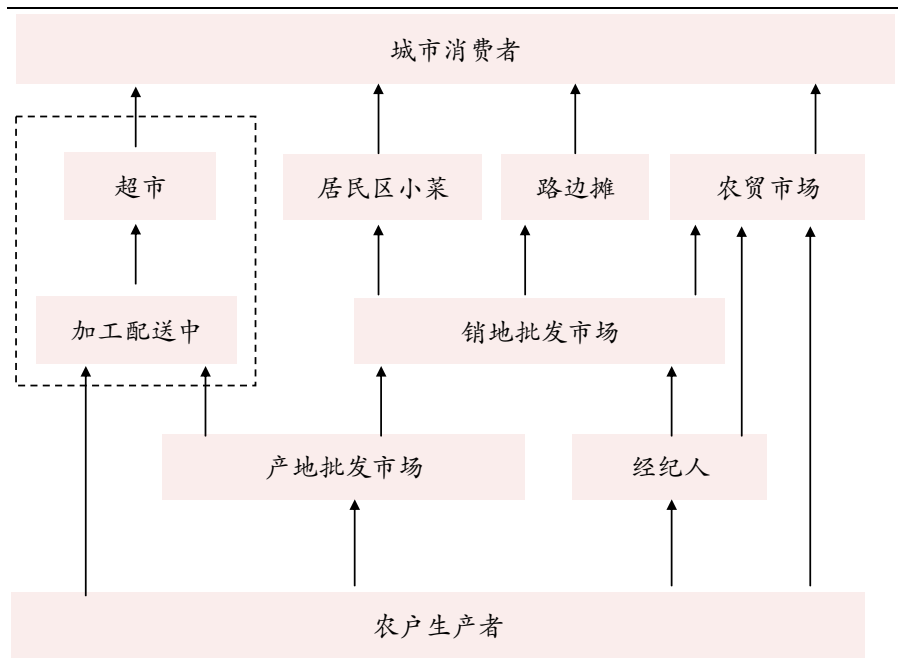 城市消费者
超市
居民区小菜
路边摊
农贸市场
加工配送中
销地批发市场
产地批发市场
经纪人
农户生产者